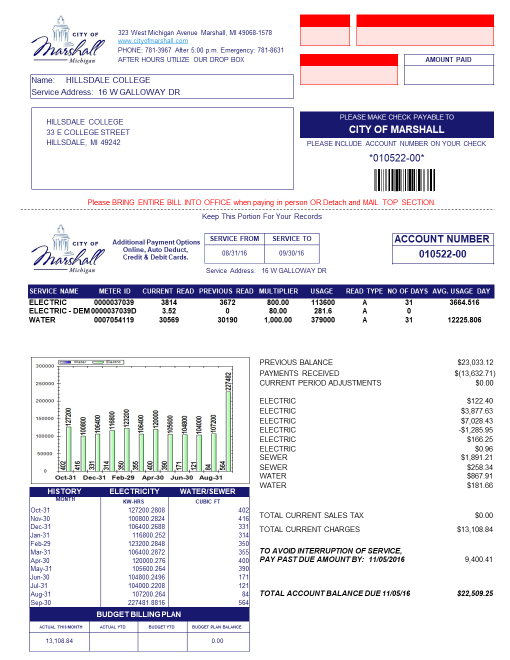 CITY OF
Marshall
Michigan
323 West Michigan Avenue Marshall, MI 49068-1578
www.cityofmarshall.com
PHONE: 781-3967 After 5:00 p.m. Emergency: 781-8631
AFTER HOURS UTILIZE OUR DROP BOX
AMOUNT PAID
Name: HILLSDALE COLLEGE
Service Address: 16 W GALLOWAY DR
HILLSDALE COLLEGE
33 E COLLEGE STREET
HILLSDALE, MI 49242
PLEASE MAKE CHECK PAYABLE TO
CITY OF MARSHALL
PLEASE INCLUDE ACCOUNT NUMBER ON YOUR CHECK
*010522-00*
Please BRING ENTIRE BILL INTO OFFICE when paying in person OR Detach and MAIL TOP SECTION.
Keep This Portion For Your Records
CITY OF
Marshall
Michigan
Additional Payment Options
Online, Auto Deduct,
Credit & Debit Cards.
SERVICE FROM SERVICE TO
08/31/16 09/30/16
Service Address: 16 W GALLOWAY DR
ACCOUNT NUMBER
010522-00
SERVICE NAME METER ID CURRENT READ PREVIOUS READ MULTIPLIER USAGE READ TYPE NO OF DAYS AVG. USAGE DAY
ELECTRIC 0000037039 3814 3672 800.00 113600 A 31 3664.516
ELECTRIC - DEM 0000037039D 3.52 0 80.00 281.6 A 0
WATER 0007054119 30569 30190 1,000.00 379000 A 31 12225.806
Water Electric
300000
250000
200000
150000
100000
50000
0
402 127200 416 100800 331 106400 314 116800 350 123200 355 106400 400 120000 390 105600 171 104800 121 104000 84 107200 564 227482
Oct-31 Dec-31 Feb-29 Apr-30 Jun-30 Aug-31
HISTORY ELECTRICITY WATER/SEWER
MONTH KW-HRS CUBIC FT
Oct-31 127200.2808 402
Nov-30 100800.2824 416
Dec-31 106400.2688 331
Jan-31 116800.252 314
Feb-29 123200.2848 350
Mar-31 106400.2872 355
Apr-30 120000.276 400
May-31 105600.264 390
Jun-30 104800.2496 171
Jul-31 104000.2208 121
Aug-31 107200.264 84
Sep-30 227481.8816 564
BUDGET BILLING PLAN
ACTUAL THIS MONTH ACTUAL YTD BUDGET YTD BUDGET PLAN BALANCE
13,108.84 0.00
PREVIOUS BALANCE $23,033.12
PAYMENTS RECEIVED $(13,632.71)
CURRENT PERIOD ADJUSTMENTS $0.00
ELECTRIC $122.40
ELECTRIC $3,877.63
ELECTRIC $7,028.43
ELECTRIC -$1,285.95
ELECTRIC $166.25
ELECTRIC $0.96
SEWER $1,891.21
SEWER $258.34
WATER $867.91
WATER $181.66
TOTAL CURRENT SALES TAX $0.00
TOTAL CURRENT CHARGES $13,108.84
TO AVOID INTERRUPTION OF SERVICE,
PAY PAST DUE AMOUNT BY: 11/05/2016 9,400.41
TOTAL ACCOUNT BALANCE DUE 11/05/16 $22,509.25